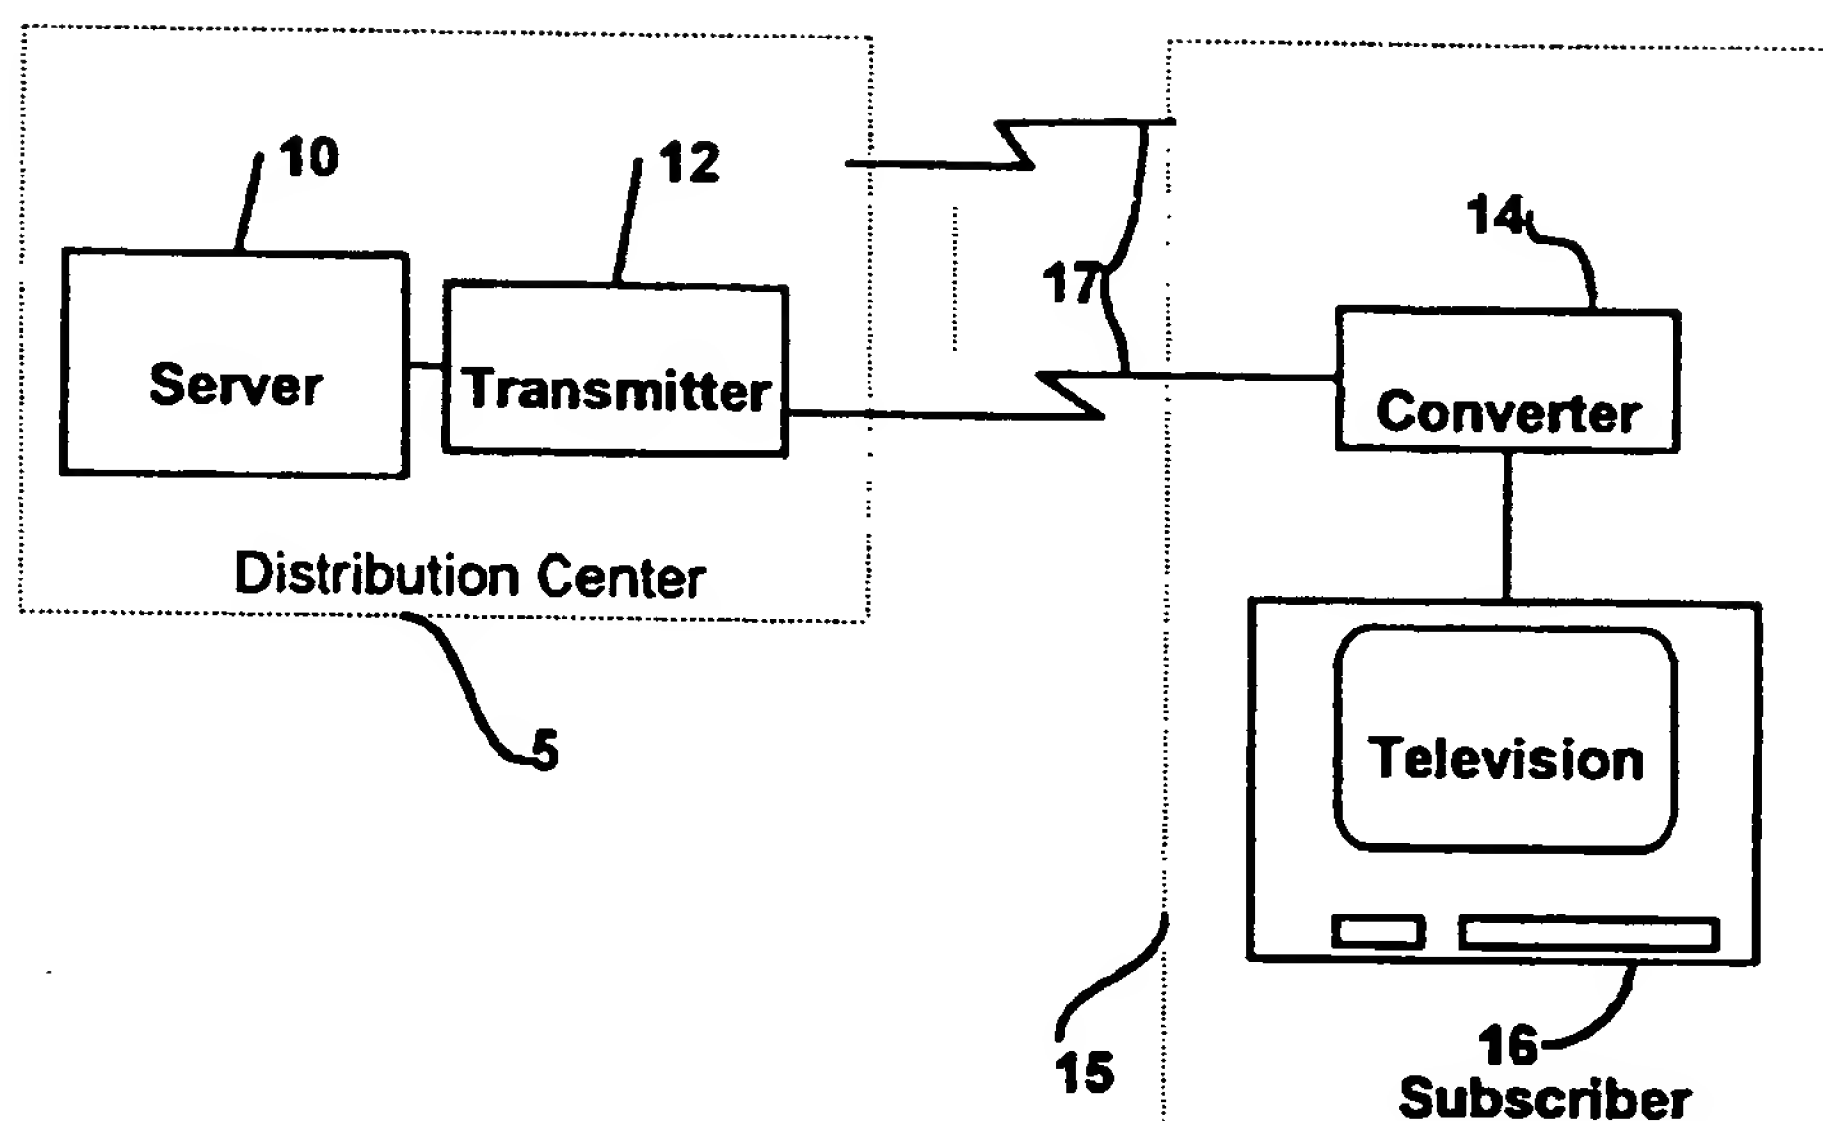 10
12
14
17
Server
Transmitter
Converter
Distribution Center
5
Television
15
16
Subscriber